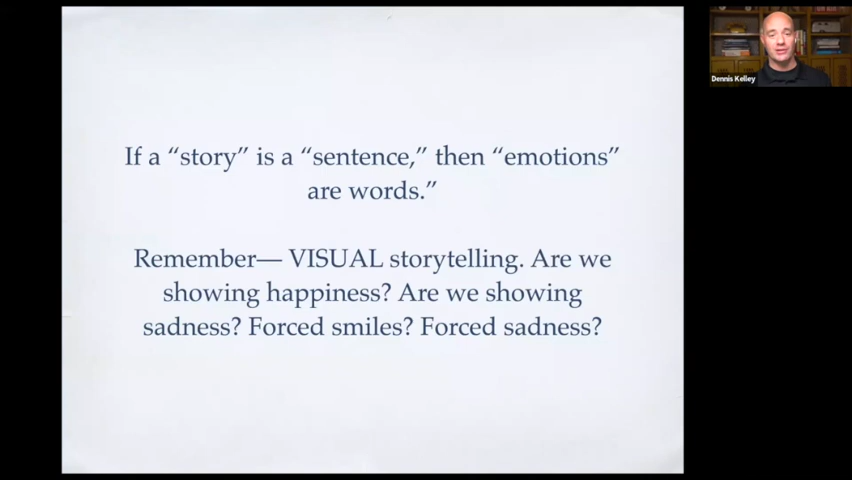 If a “story” is a “sentence,” then “emotions”
are words.”
Remember— VISUAL storytelling. Are we
showing happiness? Are we showing
sadness? Forced smiles? Forced sadness?
Dennis Kelley